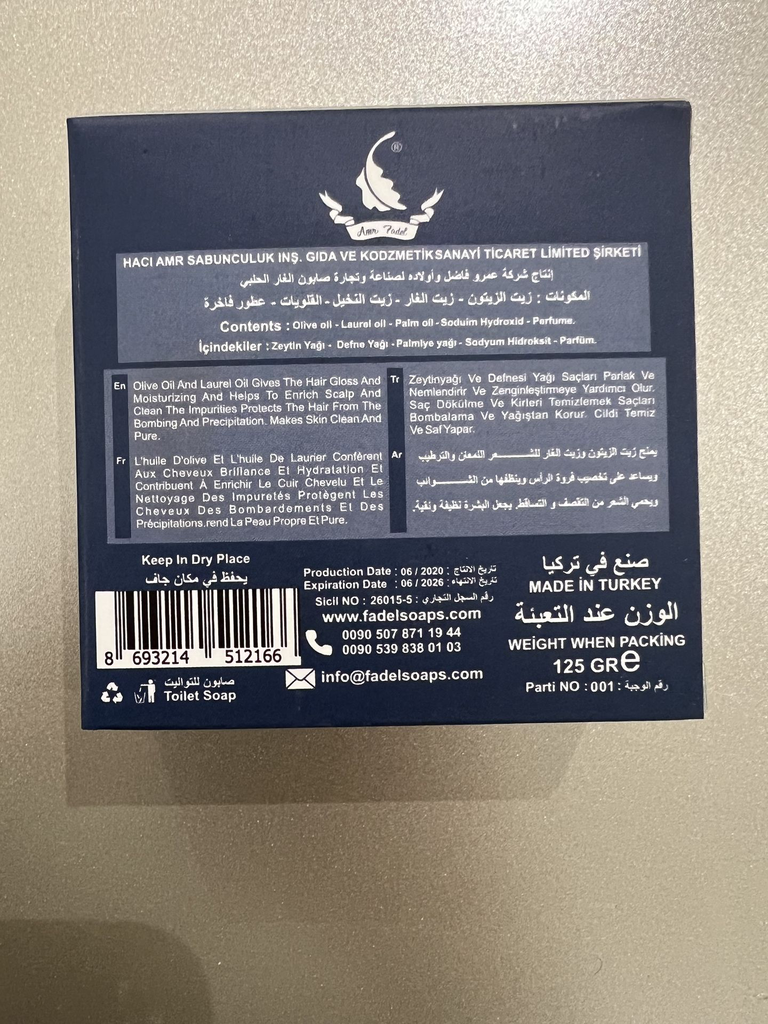 ®
Amr Fadel
HACI AMR SABUNCULUK INŞ. GIDA VE KODZMETİKSANAYİ TİCARET LİMİTED ŞİRKETİ
إنتاج شركة عمرو فاضل وأولاده لصناعة وتجارة صابون الغار الحلبي
المكونات : زيت الزيتون - زيت الغار - زيت النخيل - القلويات - عطور فاخرة
Contents : Olive oil - Laurel oil - Palm oil - Soduim Hydroxid - Perfume.
İçindekiler : Zeytin Yağı - Defne Yağı - Palmiye yağı - Sodyum Hidroksit - Parfüm.
En Olive Oil And Laurel Oil Gives The Hair Gloss And
Moisturizing And Helps To Enrich Scalp And
Clean The Impurities Protects The Hair From The
Bombing And Precipitation. Makes Skin Clean And
Pure.
Fr L'huile D'olive Et L'huile De Laurier Confèrent
Aux Cheveux Brillance Et Hydratation Et
Contribuent À Enrichir Le Cuir Chevelu Et Le
Nettoyage Des Impuretés Protègent Les
Cheveux Des Bombardements Et Des
Précipitations.rend La Peau Propre Et Pure.
Tr Zeytinyağı Ve Defnesi Yağı Saçları Parlak Ve
Nemlendirir Ve Zenginleştirmeye Yardımcı Olur.
Saç Dökülme Ve Kirleri Temizlemek Saçları
Bombalama Ve Yağıştan Korur. Cildi Temiz
Ve Saf Yapar.
Ar يمنح زيت الزيتون وزيت الغار للشـــــعر اللمعان والترطيب
ويساعد على تخصيب فروة الرأس وينظفها من الشـــــوائب
ويحمي الشعر من التقصف و التساقط يجعل البشرة نظيفة ونقية.
Keep In Dry Place
يحفظ في مكان جاف
8 693214 512166
صابون للتواليت
Toilet Soap
Production Date : 06 / 2020 : تاريخ الانتاج
Expiration Date : 06 / 2026 : تاريخ الانتهاء
Sicil NO : 26015-5 : رقم السجل التجاري
www.fadelsoaps.com
0090 507 871 19 44
0090 539 838 01 03
info@fadelsoaps.com
صنع في تركيا
MADE İN TURKEY
الوزن عند التعبئة
WEİGHT WHEN PACKİNG
125 GR e
Parti NO : 001 : رقم الوجبة